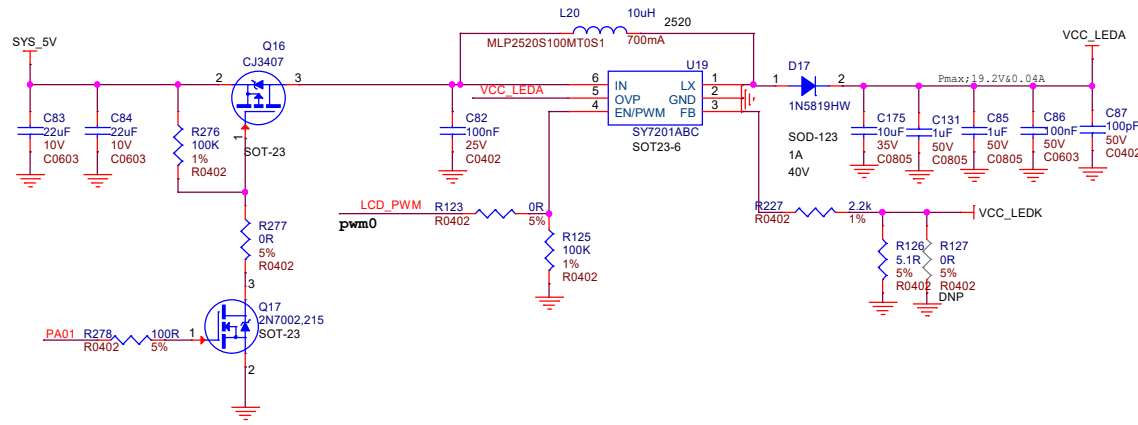 L20
10uH
2520
MLP2520S100MT0S1
700mA
SYS_5V
Q16
CJ3407
2
3
1
SOT-23
C83
22uF
10V
C0603
C84
22uF
10V
C0603
R276
100K
1%
R0402
R277
0R
5%
R0402
3
Q17
2N7002,215
SOT-23
1
2
PA01
R278
100R
R0402
5%
C82
100nF
25V
C0402
VCC_LEDA
U19
6
IN
LX
1
5
OVP
GND
2
4
EN/PWM
FB
3
SY7201ABC
SOT23-6
LCD_PWM
pwm0
R123
0R
R0402
5%
R125
100K
1%
R0402
D17
1
2
1N5819HW
SOD-123
1A
40V
VCC_LEDA
Pmax;19.2V&0.04A
C175
10uF
35V
C0805
C131
1uF
50V
C0805
C85
1uF
50V
C0805
C86
100nF
50V
C0603
C87
100pF
50V
C0402
R227
2.2k
R0402
1%
VCC_LEDK
R126
5.1R
5%
R0402
R127
0R
5%
R0402
DNP